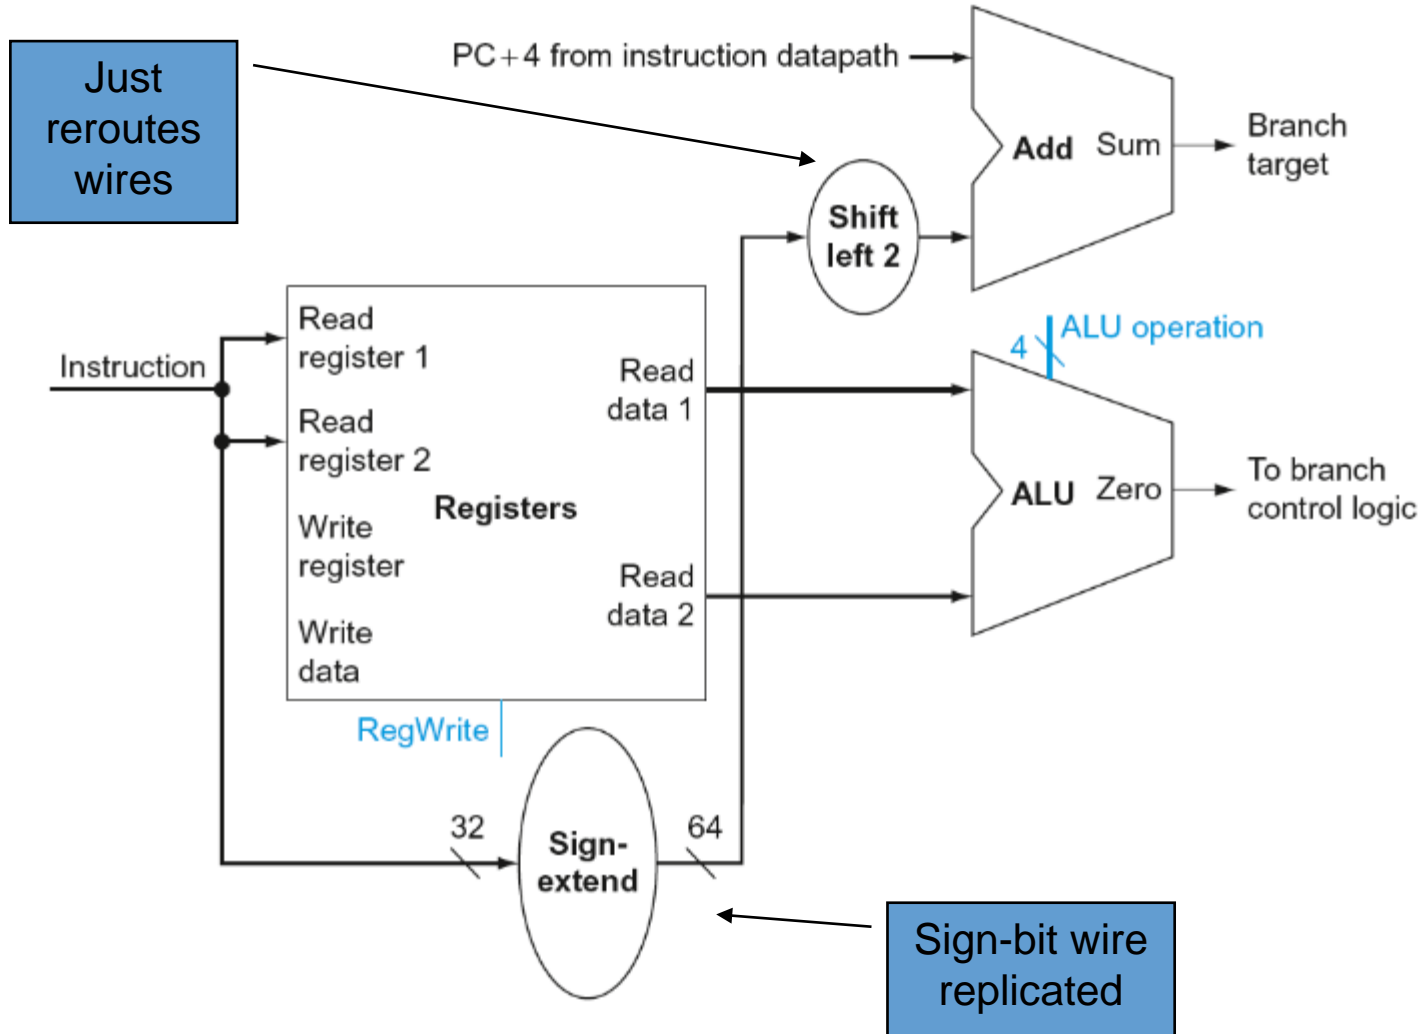 Just
reroutes
wires
PC+4 from instruction datapath
Add Sum
Branch
target
Shift
left 2
Instruction
Read
register 1
Read
register 2
Write
register
Write
data
Registers
Read
data 1
Read
data 2
RegWrite
4
ALU operation
ALU Zero
To branch
control logic
32
Sign-
extend
64
Sign-bit wire
replicated